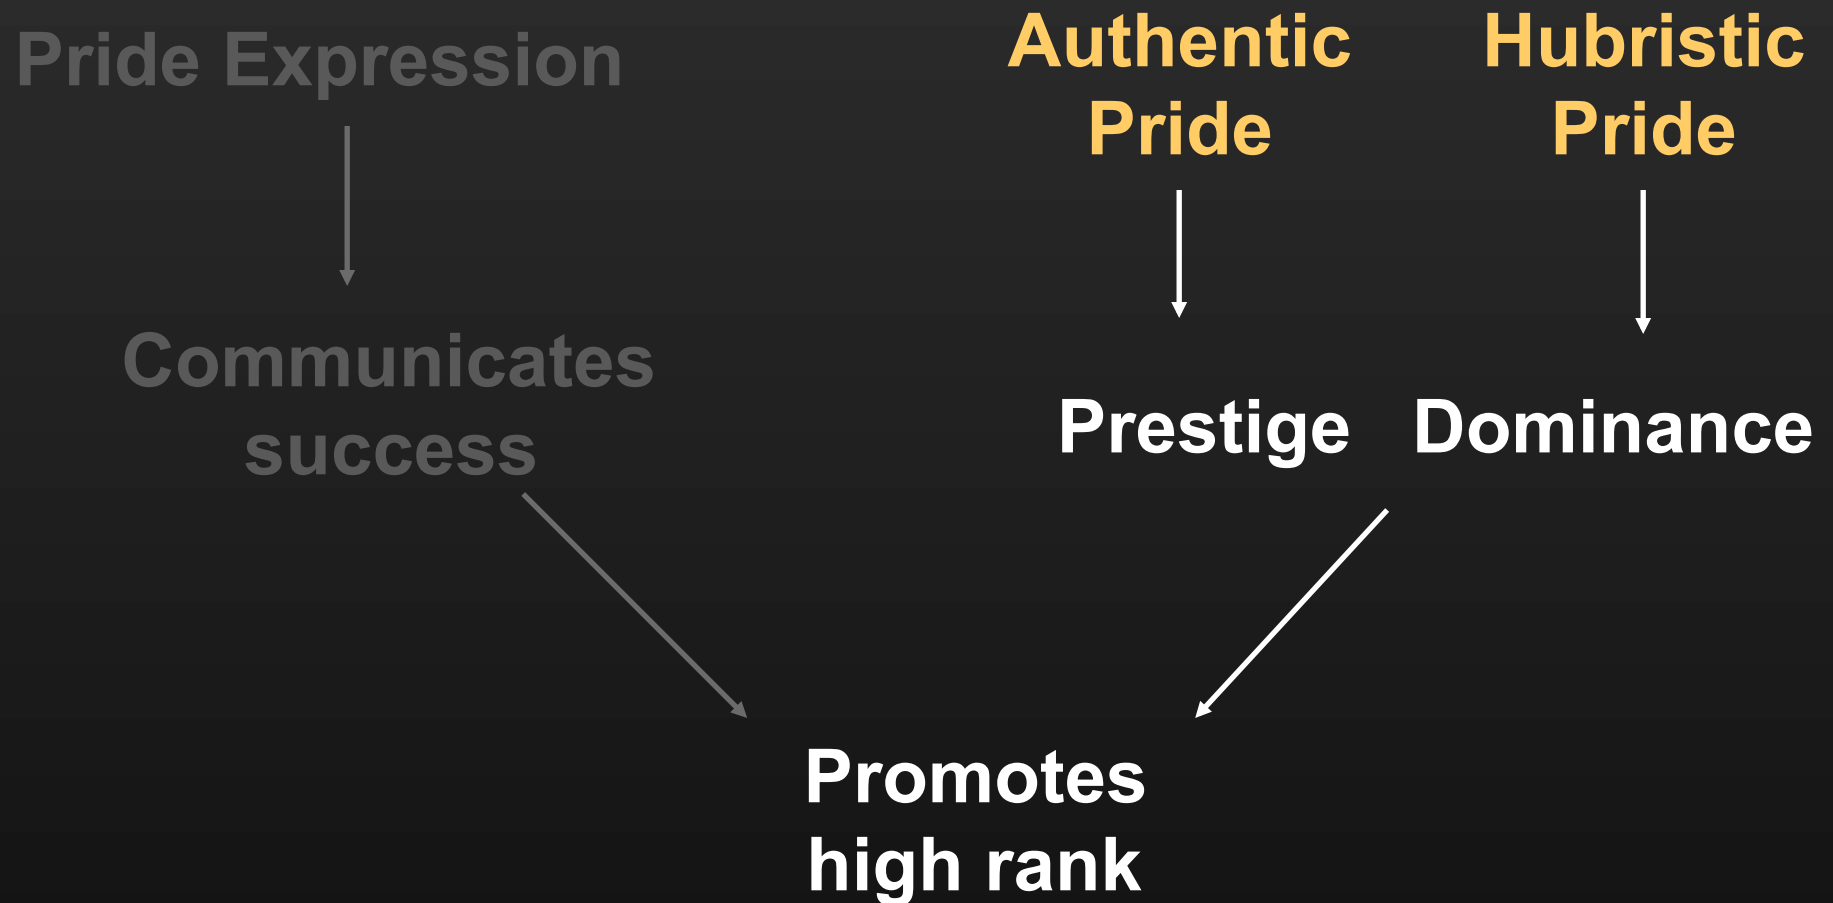 Pride Expression
Communicates
success
Authentic
Pride
Hubristic
Pride
Prestige
Dominance
Promotes
high rank